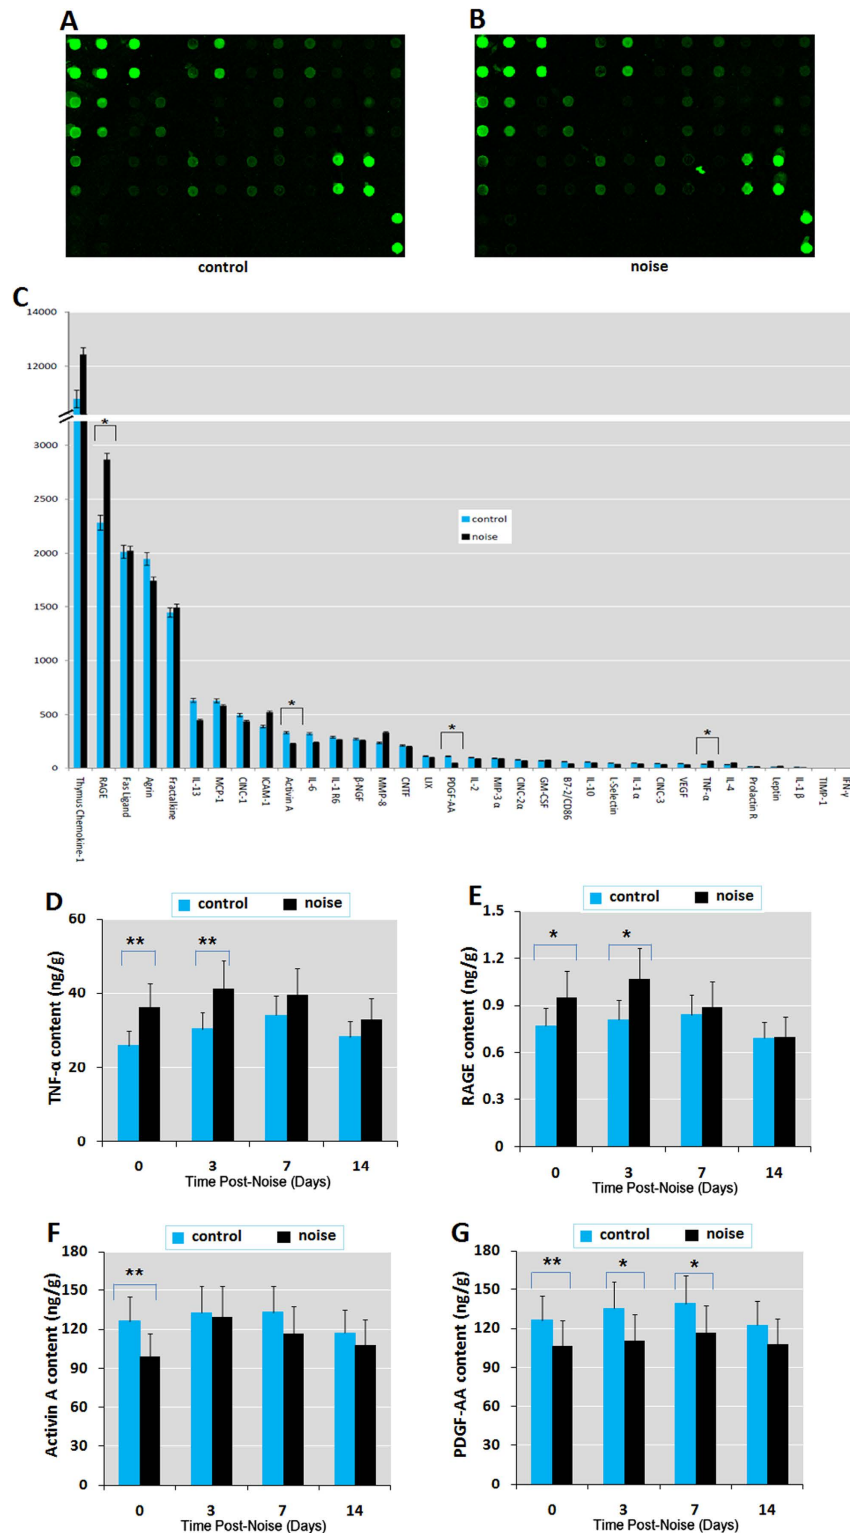 A
B
control
noise
C
14000
12000
3000
2500
2000
1500
1000
500
0
*
*
*
*
control
noise
Thymus Chemokine-1
RAGE
Fas Ligand
Agrin
Fractalkine
IL-13
MCP-1
CINC-1
ICAM-1
Activin A
IL-6
IL-1 R6
β-NGF
MMP-8
CNTF
LIX
PDGF-AA
IL-2
MIP-3 α
CINC-2α
GM-CSF
B7-2/CD86
IL-10
L-Selectin
IL-1 α
CINC-3
VEGF
TNF-α
IL-4
Prolactin R
Leptin
IL-1 β
TIMP-1
IFN-γ
D
control noise
TNF-α content (ng/g)
60
40
20
0
** **
0 3 7 14
Time Post-Noise (Days)
E
control noise
RAGE content (ng/g)
1.5
1.2
0.9
0.6
0.3
0
* *
0 3 7 14
Time Post-Noise (Days)
F
control noise
Activin A content (ng/g)
180
150
120
90
60
30
0
**
0 3 7 14
Time Post-Noise (Days)
G
control noise
PDGF-AA content (ng/g)
180
150
120
90
60
30
0
** * *
0 3 7 14
Time Post-Noise (Days)